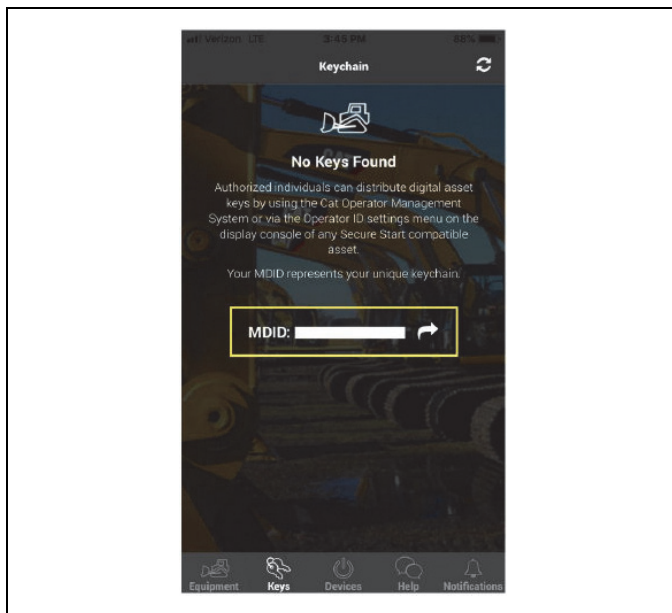 Verizon LTE 3:45 PM 88%
Keychain
No Keys Found
Authorized individuals can distribute digital asset
keys by using the Cat Operator Management
System or via the Operator ID settings menu on the
display console of any Secure Start compatible
asset.
Your MDID represents your unique keychain.
MDID:
Equipment Keys Devices Help Notifications